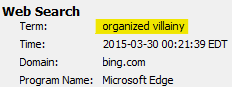 Web Search
Term: organized villainy
Time: 2015-03-30 00:21:39 EDT
Domain: bing.com
Program Name: Microsoft Edge